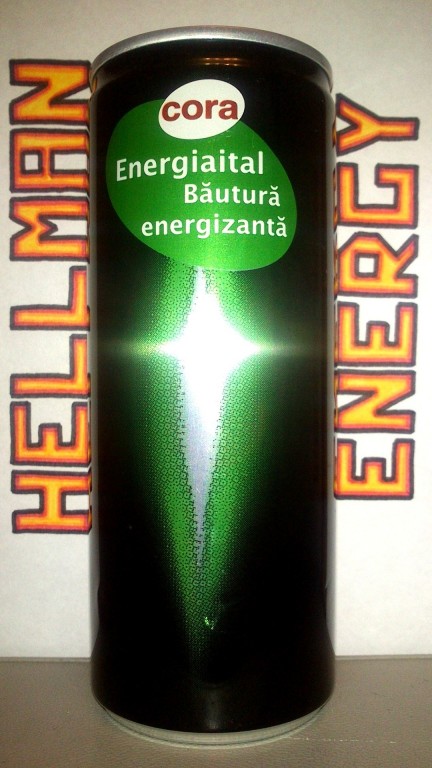 HELLMAN
cora
Energiaital
Băutură
energizantă
ENERGY